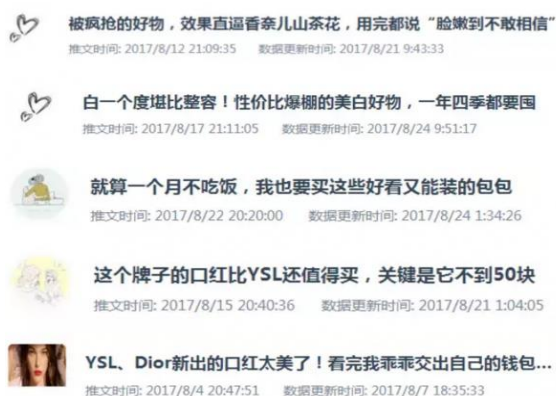 被疯抢的好物，效果直逼香奈儿山茶花，用完都说“脸嫩到不敢相信”
推文时间: 2017/8/12 21:09:35 数据更新时间: 2017/8/21 9:43:33
白一个度堪比整容！性价比爆棚的美白好物，一年四季都要囤
推文时间: 2017/8/17 21:11:05 数据更新时间: 2017/8/24 9:51:17
就算一个月不吃饭，我也要买这些好看又能装的包包
推文时间: 2017/8/22 20:20:00 数据更新时间: 2017/8/24 1:34:26
这个牌子的口红比YSL还值得买，关键是它不到50块
推文时间: 2017/8/15 20:40:36 数据更新时间: 2017/8/21 1:04:05
YSL、Dior新出的口红太美了！看完我乖乖交出自己的钱包...
推文时间: 2017/8/4 20:47:51 数据更新时间: 2017/8/7 18:35:33